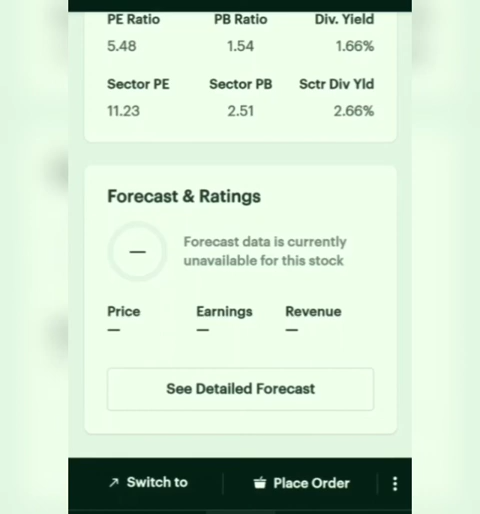 PE Ratio PB Ratio Div. Yield
5.48 1.54 1.66%
Sector PE Sector PB Sctr Div Yld
11.23 2.51 2.66%
Forecast & Ratings
—
Forecast data is currently
unavailable for this stock
Price Earnings Revenue
— — —
See Detailed Forecast
Switch to Place Order